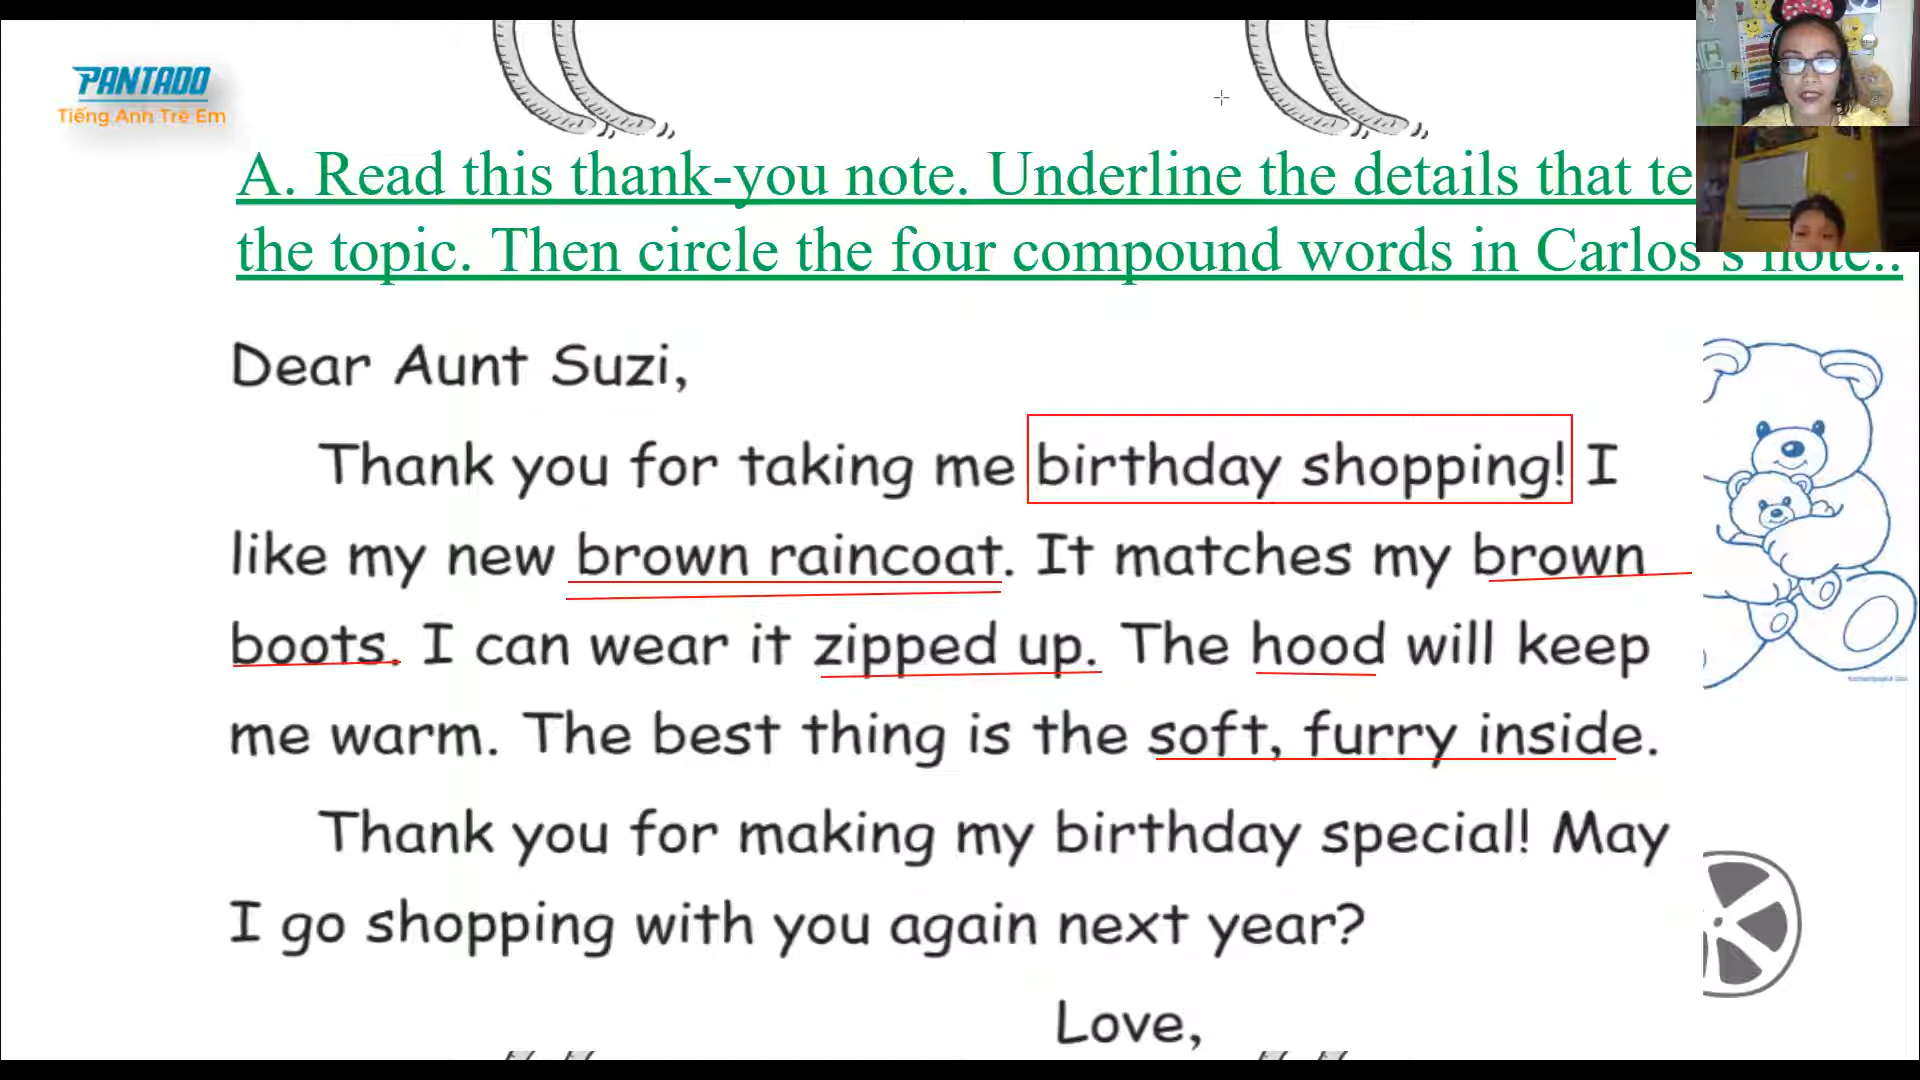 PANTADO
Tiếng Anh Trẻ Em
A. Read this thank-you note. Underline the details that te
the topic. Then circle the four compound words in Carlos's note..
Dear Aunt Suzi,
Thank you for taking me birthday shopping! I
like my new brown raincoat. It matches my brown
boots. I can wear it zipped up. The hood will keep
me warm. The best thing is the soft, furry inside.
Thank you for making my birthday special! May
I go shopping with you again next year?
Love,